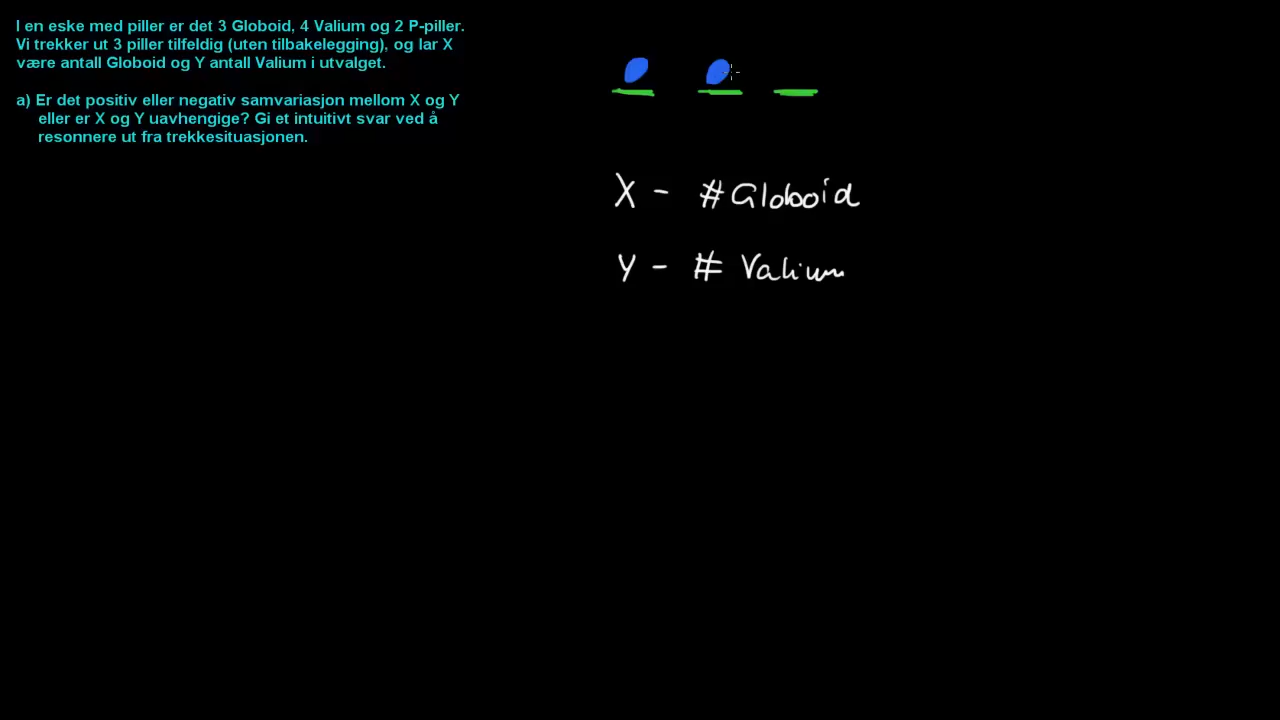 I en eske med piller er det 3 Globoid, 4 Valium og 2 P-piller.
Vi trekker ut 3 piller tilfeldig (uten tilbakelegging), og lar X
være antall Globoid og Y antall Valium i utvalget.
a) Er det positiv eller negativ samvariasjon mellom X og Y
eller er X og Y uavhengige? Gi et intuitivt svar ved å
resonnere ut fra trekkesituasjonen.
X - #Globoid
Y - # Valium